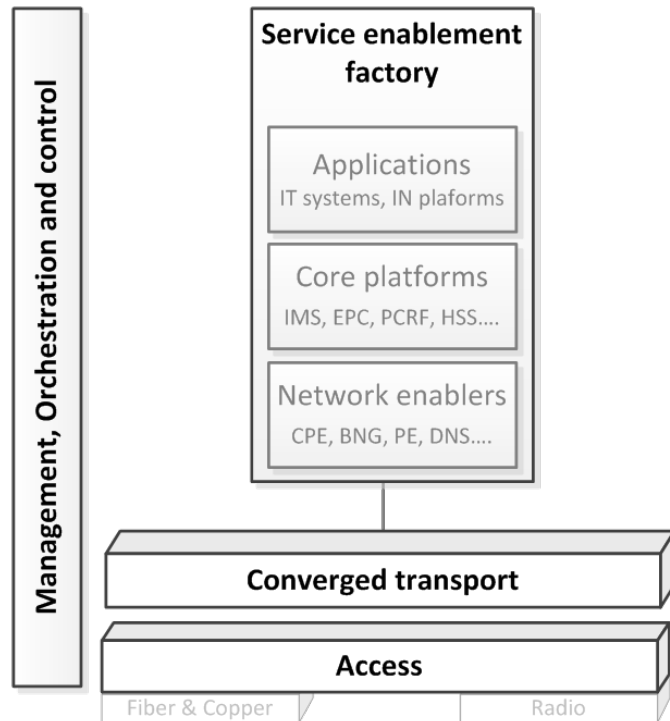 Management, Orchestration and control
Service enablement
factory
Applications
IT systems, IN plaforms
Core platforms
IMS, EPC, PCRF, HSS....
Network enablers
CPE, BNG, PE, DNS....
Converged transport
Access
Fiber & Copper
Radio